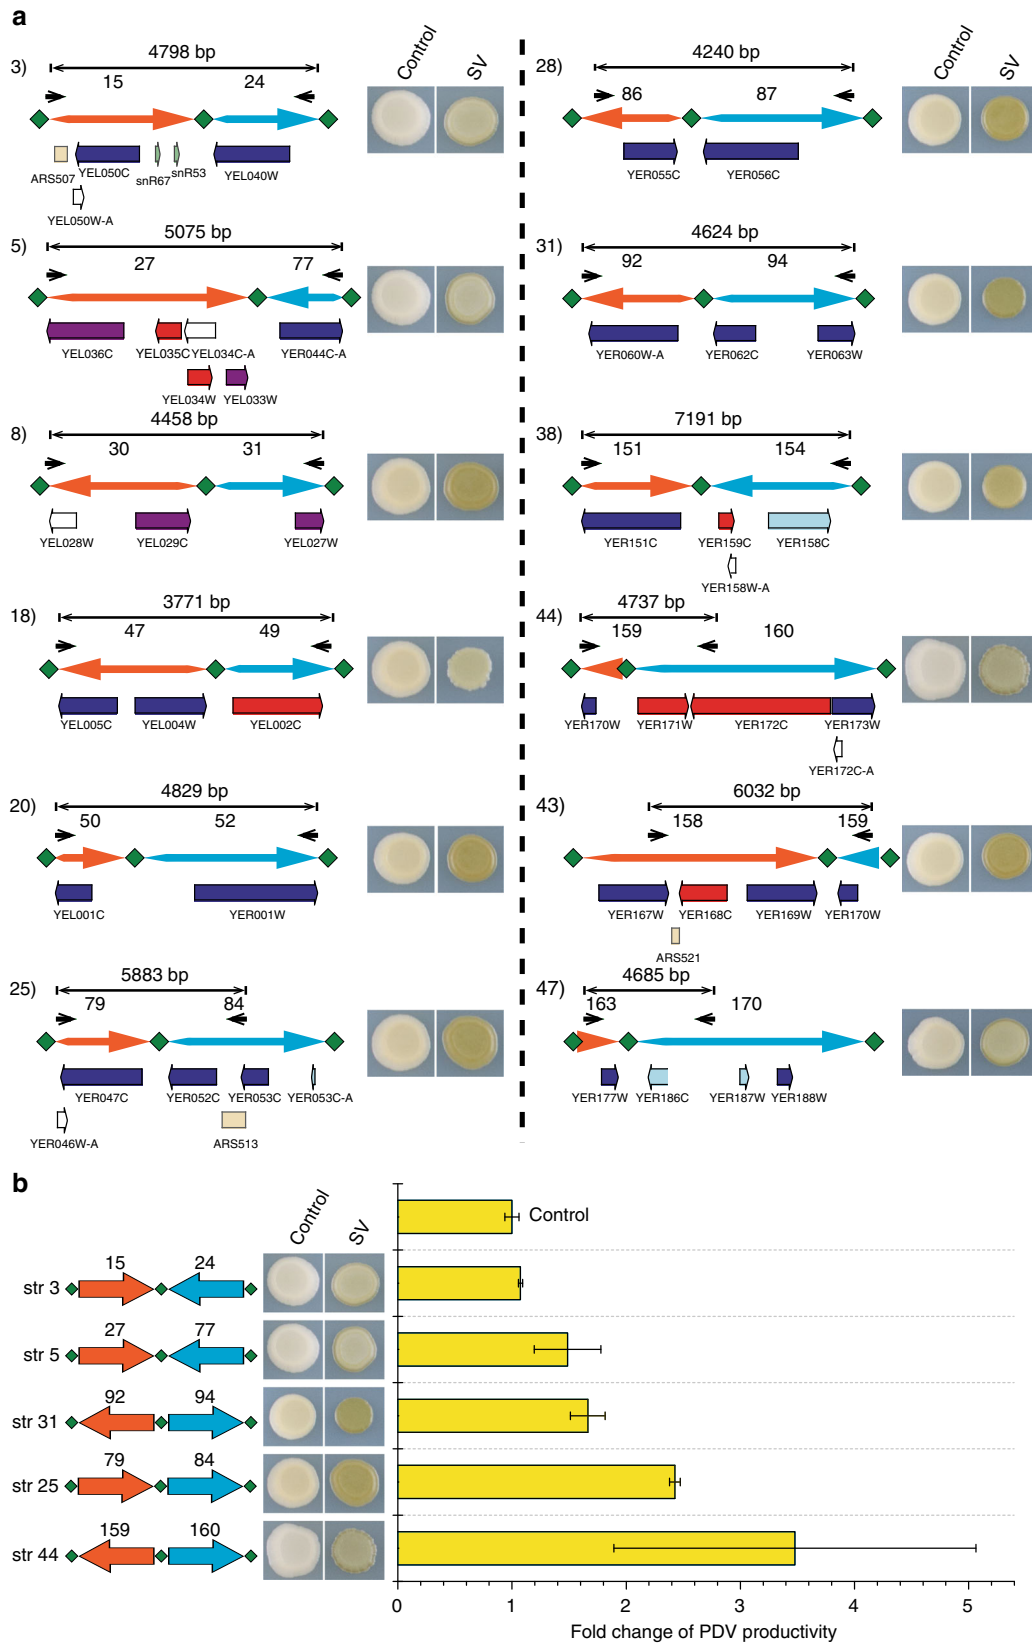 a
3)
4798 bp
15
24
Control
SV
ARS507
YEL050C
snR67
snR53
YEL040W
YEL050W-A
5)
5075 bp
27
77
YEL036C
YEL035C
YEL034C-A
YER044C-A
YEL034W
YEL033W
8)
4458 bp
30
31
YEL028W
YEL029C
YEL027W
18)
3771 bp
47
49
YEL005C
YEL004W
YEL002C
20)
4829 bp
50
52
YEL001C
YER001W
25)
5883 bp
79
84
YER047C
YER052C
YER053C
YER053C-A
YER046W-A
ARS513
28)
4240 bp
86
87
Control
SV
YER055C
YER056C
31)
4624 bp
92
94
YER060W-A
YER062C
YER063W
38)
7191 bp
151
154
YER151C
YER159C
YER158C
YER158W-A
44)
4737 bp
159
160
YER170W
YER171W
YER172C
YER173W
YER172C-A
43)
6032 bp
158
159
YER167W
YER168C
YER169W
YER170W
ARS521
47)
4685 bp
163
170
YER177W
YER186C
YER187W
YER188W
b
Control
SV
Control
str 3
15
24
str 5
27
77
str 31
92
94
str 25
79
84
str 44
159
160
0
1
2
3
4
5
Fold change of PDV productivity